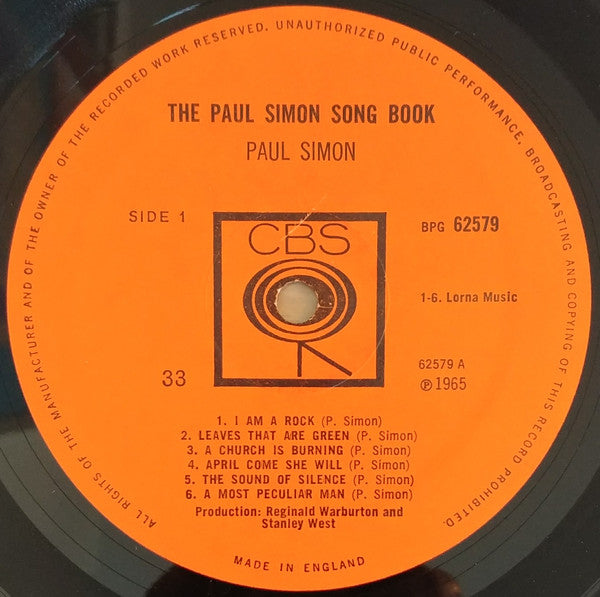 ALL RIGHTS OF THE MANUFACTURER AND OF THE OWNER OF THE RECORDED WORK RESERVED. UNAUTHORIZED PUBLIC PERFORMANCE, BROADCASTING AND COPYING OF THIS RECORD PROHIBITED.
THE PAUL SIMON SONG BOOK
PAUL SIMON
SIDE 1
CBS
BPG 62579
1-6. Lorna Music
33
62579 A
℗ 1965
1. I AM A ROCK (P. Simon)
2. LEAVES THAT ARE GREEN (P. Simon)
3. A CHURCH IS BURNING (P. Simon)
4. APRIL COME SHE WILL (P. Simon)
5. THE SOUND OF SILENCE (P. Simon)
6. A MOST PECULIAR MAN (P. Simon)
Production: Reginald Warburton and
Stanley West
MADE IN ENGLAND